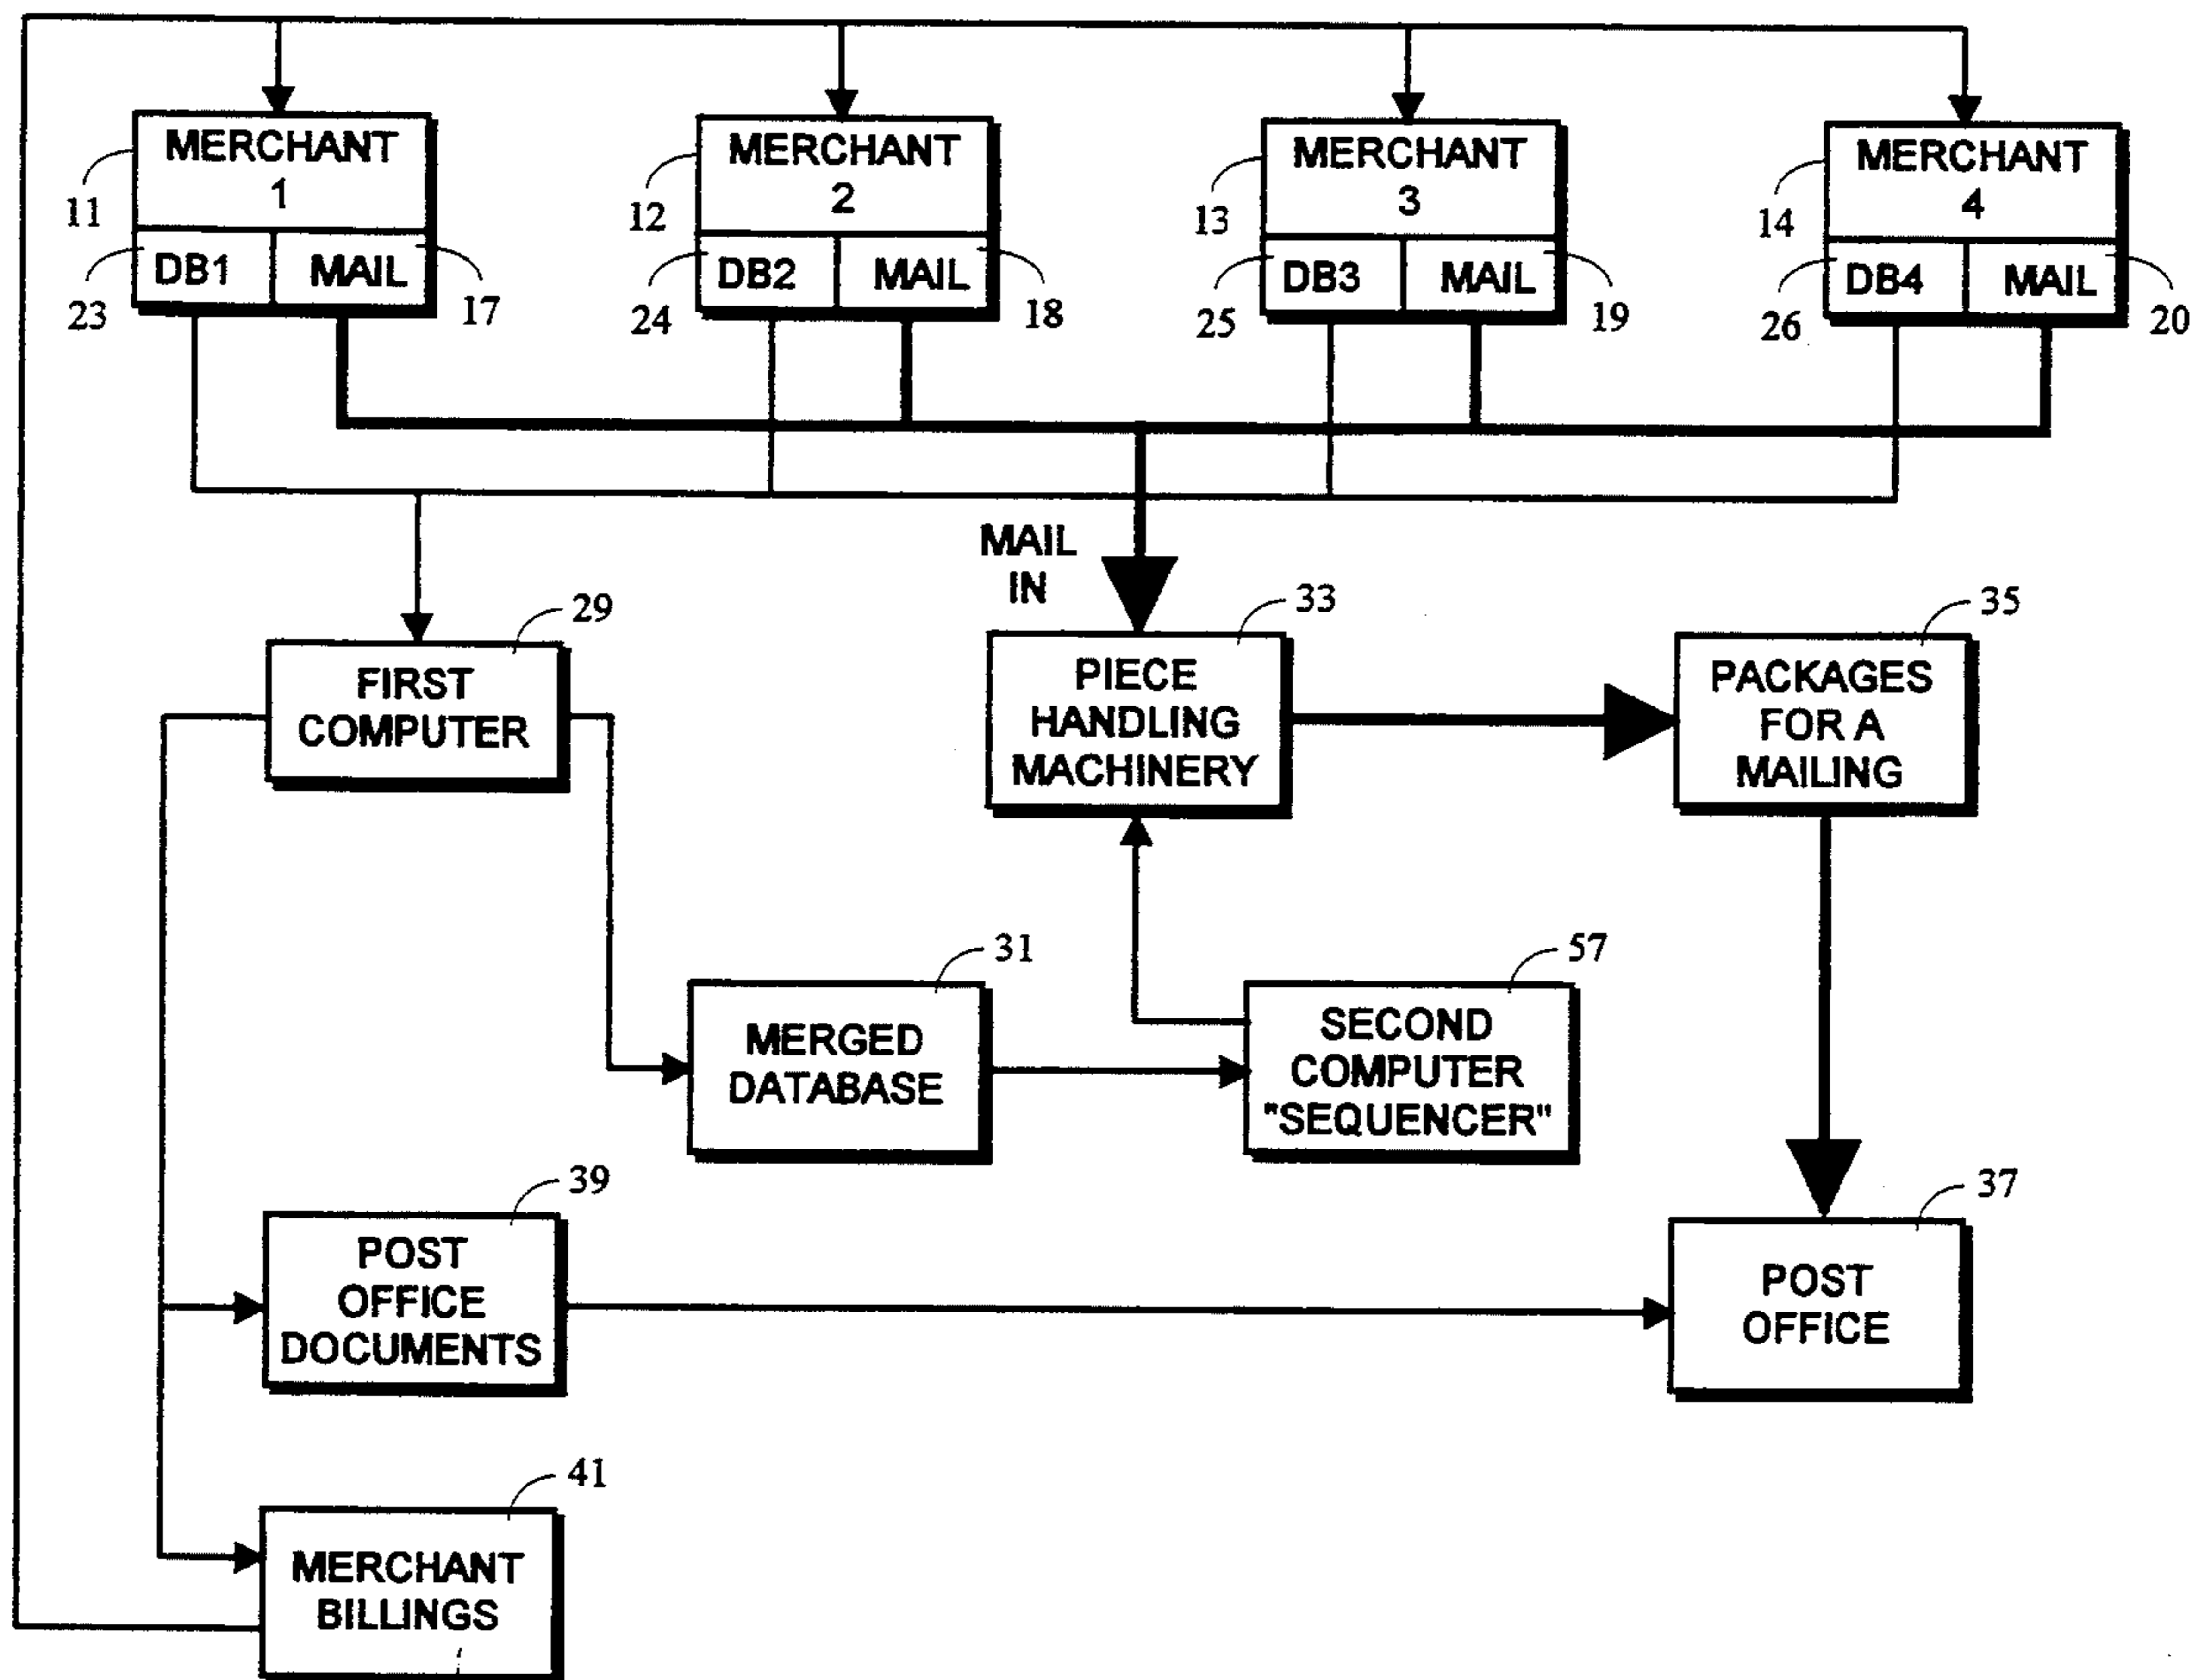 MERCHANT
1
11
DB1
MAIL
23
17
MERCHANT
2
12
DB2
MAIL
24
18
MERCHANT
3
13
DB3
MAIL
25
19
MERCHANT
4
14
DB4
MAIL
26
20
MAIL
IN
29
FIRST
COMPUTER
33
PIECE
HANDLING
MACHINERY
35
PACKAGES
FOR A
MAILING
31
MERGED
DATABASE
57
SECOND
COMPUTER
"SEQUENCER"
39
POST
OFFICE
DOCUMENTS
37
POST
OFFICE
41
MERCHANT
BILLINGS